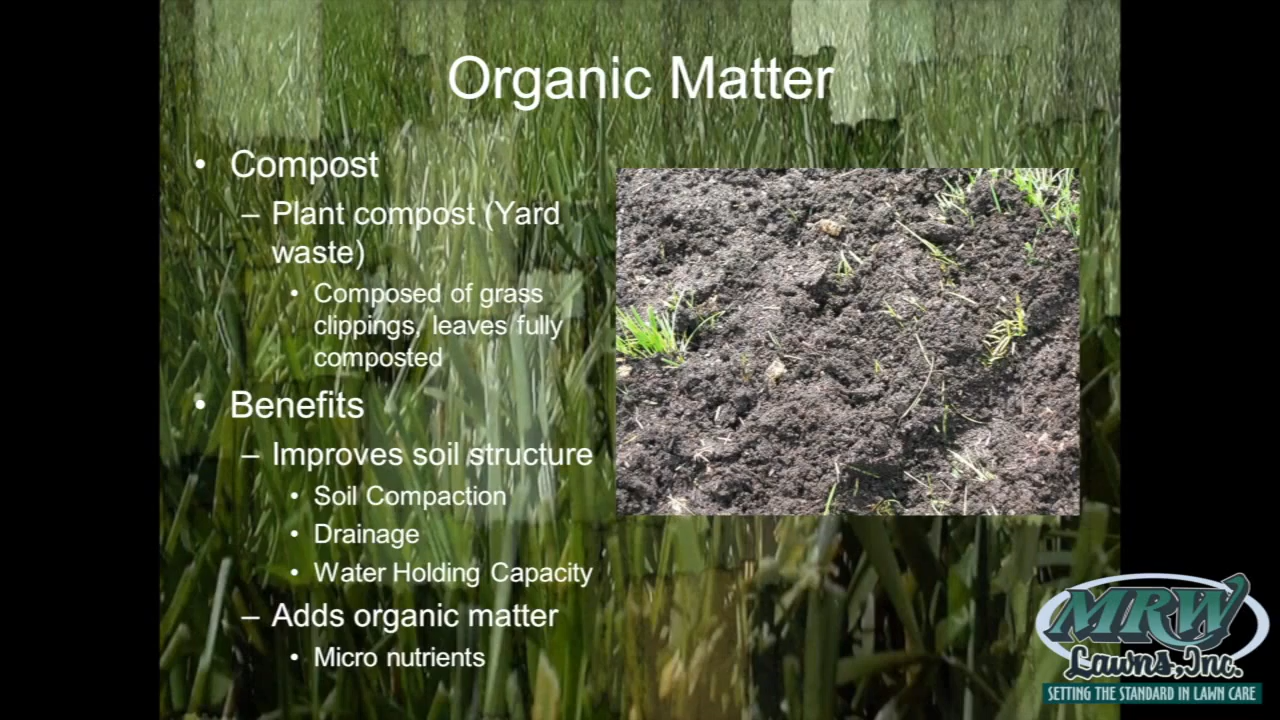 Organic Matter
• Compost
– Plant compost (Yard
waste)
• Composed of grass
clippings, leaves fully
composted
• Benefits
– Improves soil structure
• Soil Compaction
• Drainage
• Water Holding Capacity
– Adds organic matter
• Micro nutrients
MRW
Lawns, Inc.
SETTING THE STANDARD IN LAWN CARE